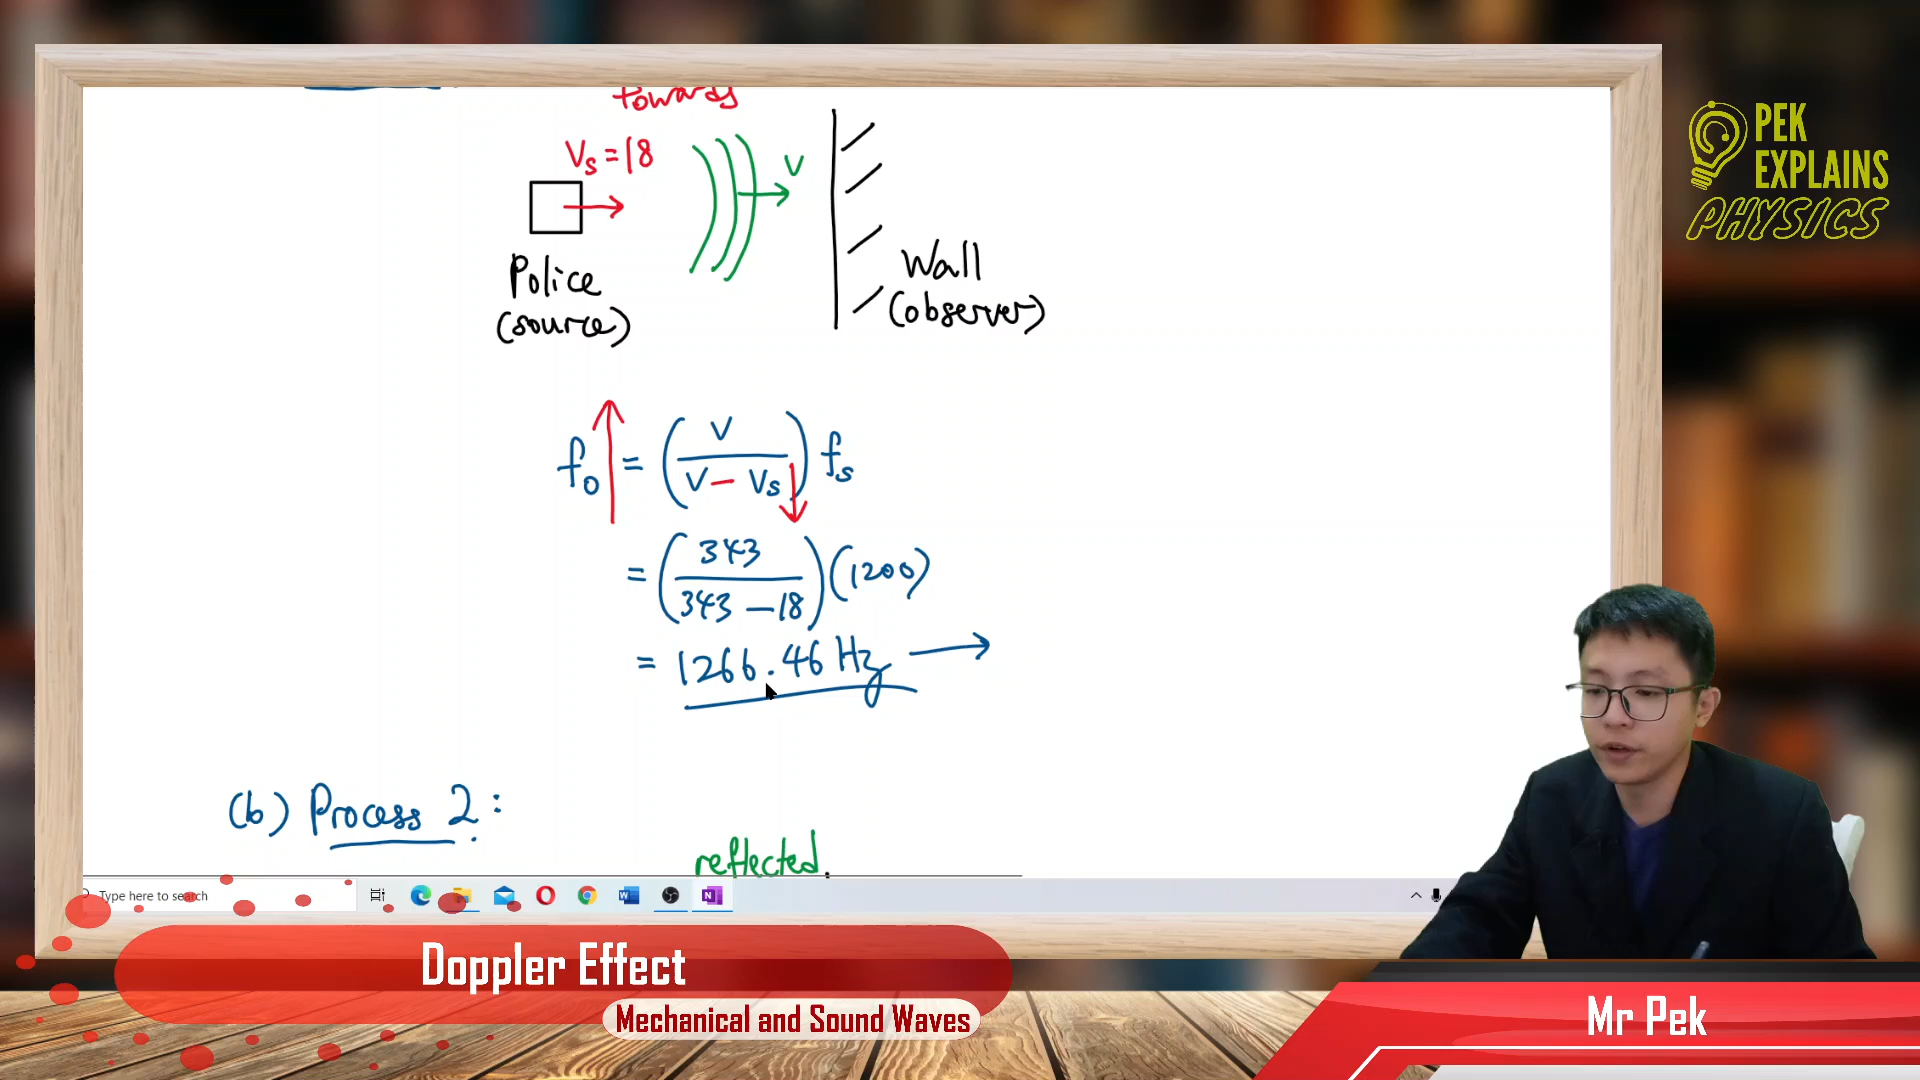 towards
Vs = 18
V
Police
(source)
Wall
(observer)
fo = (V / V - Vs) fs
= (343 / 343 - 18)(1200)
= 1266.46 Hz
(b) Process 2:
reflected.
Type here to search
PEK
EXPLAINS
PHYSICS
Doppler Effect
Mechanical and Sound Waves
Mr Pek